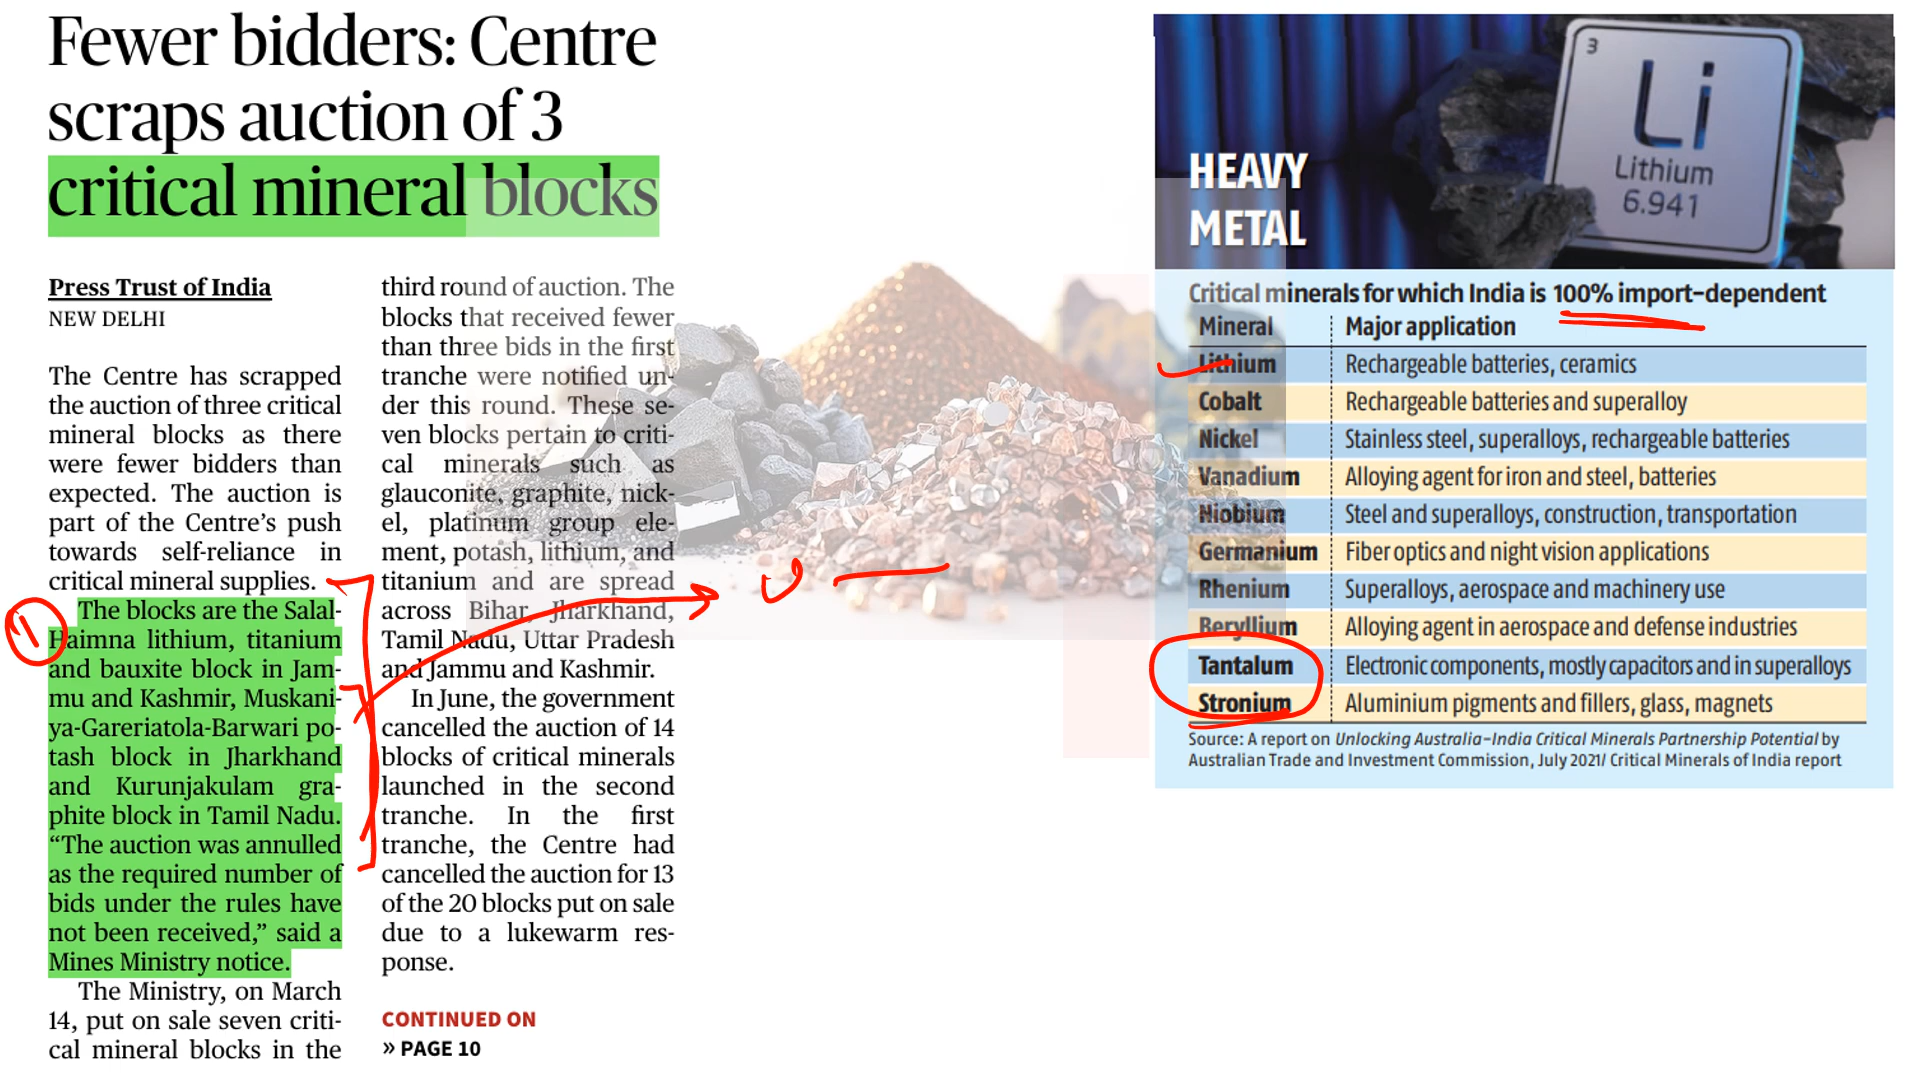 Fewer bidders: Centre
scraps auction of 3
critical mineral blocks
Press Trust of India
NEW DELHI
The Centre has scrapped
the auction of three critical
mineral blocks as there
were fewer bidders than
expected. The auction is
part of the Centre's push
towards self-reliance in
critical mineral supplies.
The blocks are the Salal-
Haimna lithium, titanium
and bauxite block in Jam-
mu and Kashmir, Muskani-
ya-Gareriatola-Barwari po-
tash block in Jharkhand
and Kurunjakulam gra-
phite block in Tamil Nadu.
“The auction was annulled
as the required number of
bids under the rules have
not been received,” said a
Mines Ministry notice.
The Ministry, on March
14, put on sale seven criti-
cal mineral blocks in the
third round of auction. The
blocks that received fewer
than three bids in the first
tranche were notified un-
der this round. These se-
ven blocks pertain to criti-
cal minerals such as
glauconite, graphite, nick-
el, platinum group ele-
ment, potash, lithium, and
titanium and are spread
across Bihar, Jharkhand,
Tamil Nadu, Uttar Pradesh
and Jammu and Kashmir.
In June, the government
cancelled the auction of 14
blocks of critical minerals
launched in the second
tranche. In the first
tranche, the Centre had
cancelled the auction for 13
of the 20 blocks put on sale
due to a lukewarm res-
ponse.
CONTINUED ON
» PAGE 10
3
Li
Lithium
6.941
HEAVY
METAL
Critical minerals for which India is 100% import-dependent
Mineral Major application
Lithium Rechargeable batteries, ceramics
Cobalt Rechargeable batteries and superalloy
Nickel Stainless steel, superalloys, rechargeable batteries
Vanadium Alloying agent for iron and steel, batteries
Niobium Steel and superalloys, construction, transportation
Germanium Fiber optics and night vision applications
Rhenium Superalloys, aerospace and machinery use
Beryllium Alloying agent in aerospace and defense industries
Tantalum Electronic components, mostly capacitors and in superalloys
Stronium Aluminium pigments and fillers, glass, magnets
Source: A report on Unlocking Australia-India Critical Minerals Partnership Potential by
Australian Trade and Investment Commission, July 2021/ Critical Minerals of India report